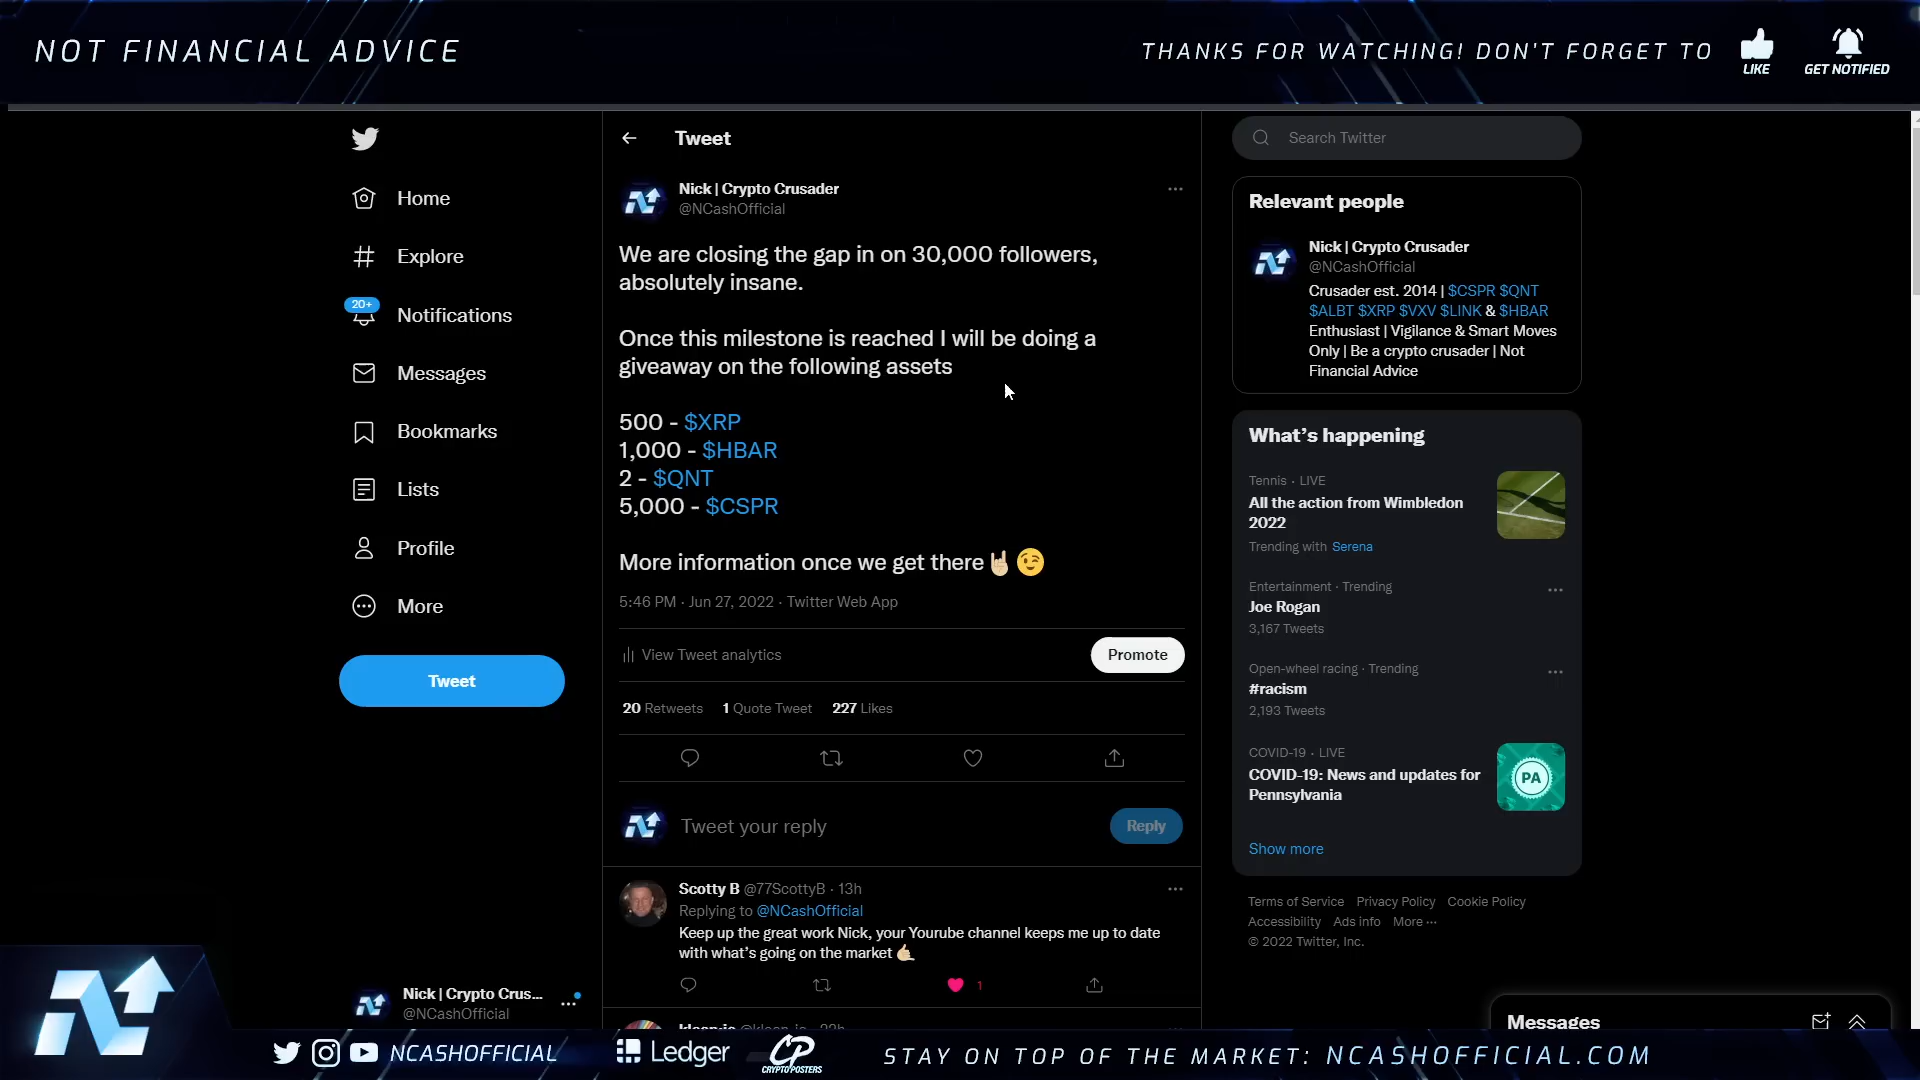 NOT FINANCIAL ADVICE
THANKS FOR WATCHING! DON'T FORGET TO
LIKE
GET NOTIFIED
Home
Explore
20+
Notifications
Messages
Bookmarks
Lists
Profile
More
Tweet
Nick | Crypto Crus...
@NCashOfficial
Tweet
Nick | Crypto Crusader
@NCashOfficial
We are closing the gap in on 30,000 followers,
absolutely insane.
Once this milestone is reached I will be doing a
giveaway on the following assets
500 - $XRP
1,000 - $HBAR
2 - $QNT
5,000 - $CSPR
More information once we get there🤘🏼😉
5:46 PM · Jun 27, 2022 · Twitter Web App
View Tweet analytics
Promote
20 Retweets 1 Quote Tweet 227 Likes
Tweet your reply
Reply
Scotty B @77ScottyB · 13h
Replying to @NCashOfficial
Keep up the great work Nick, your Yourube channel keeps me up to date
with what's going on the market 🤙🏼
1
Search Twitter
Relevant people
Nick | Crypto Crusader
@NCashOfficial
Crusader est. 2014 | $CSPR $QNT
$ALBT $XRP $VXV $LINK & $HBAR
Enthusiast | Vigilance & Smart Moves
Only | Be a crypto crusader | Not
Financial Advice
What's happening
Tennis · LIVE
All the action from Wimbledon
2022
Trending with Serena
Entertainment · Trending
Joe Rogan
3,167 Tweets
Open-wheel racing · Trending
#racism
2,193 Tweets
COVID-19 · LIVE
COVID-19: News and updates for
Pennsylvania
PA
Show more
Terms of Service Privacy Policy Cookie Policy
Accessibility Ads info More ···
© 2022 Twitter, Inc.
Messages
NCASHOFFICIAL
Ledger
CP
CRYPTOPOSTERS
STAY ON TOP OF THE MARKET: NCASHOFFICIAL.COM